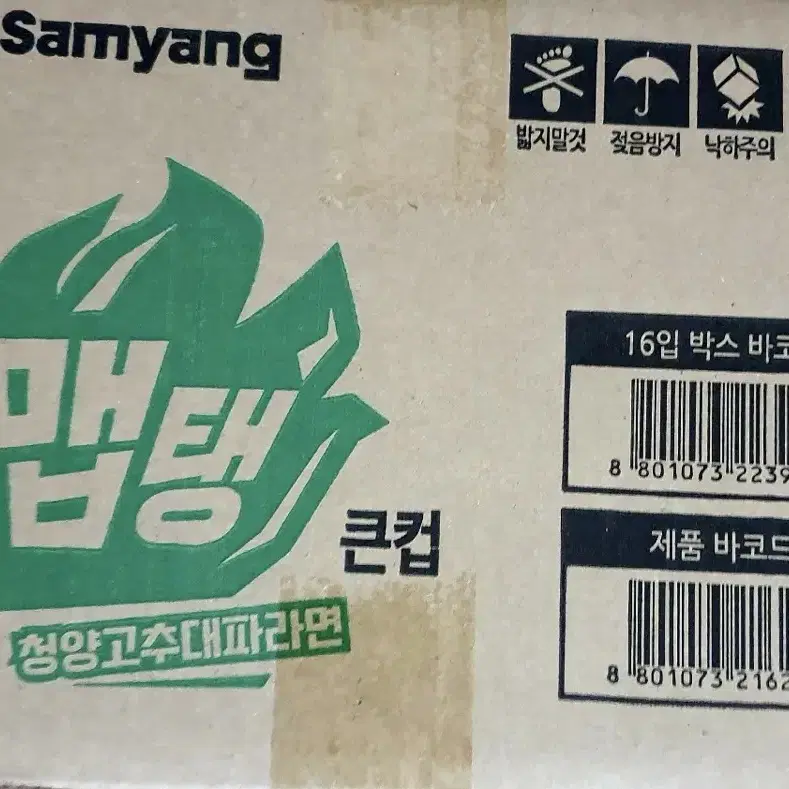 Samyang
밟지말것 젖음방지 낙하주의
맵탱
큰컵
청양고추대파라면
16입 박스 바코
8 801073 2239
제품 바코드
8 801073 2162